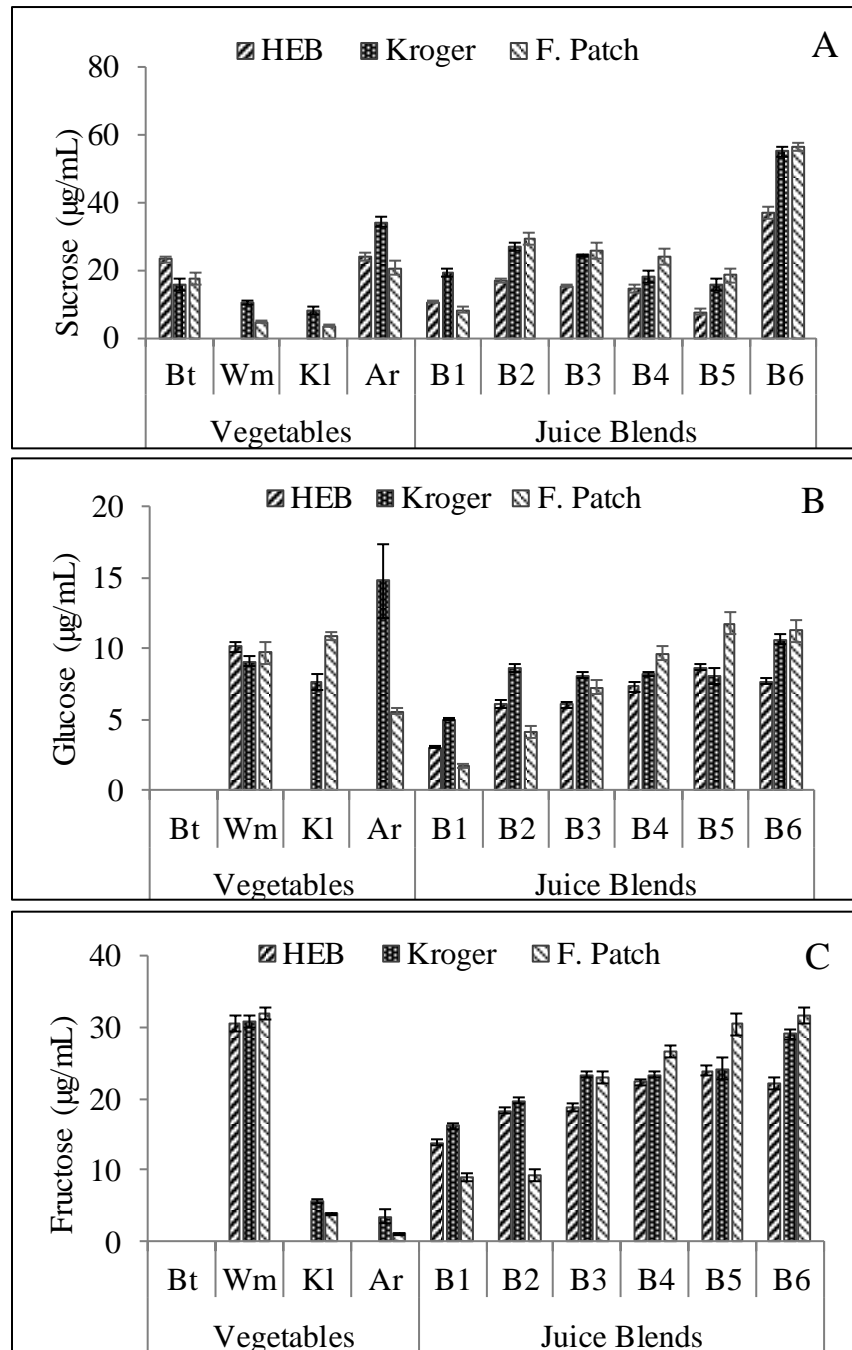 A
HEB Kroger F. Patch
Sucrose (µg/mL)
80
60
40
20
0
Bt Wm Kl Ar B1 B2 B3 B4 B5 B6
Vegetables Juice Blends
B
HEB Kroger F. Patch
Glucose (µg/mL)
20
15
10
5
0
Bt Wm Kl Ar B1 B2 B3 B4 B5 B6
Vegetables Juice Blends
C
HEB Kroger F. Patch
Fructose (µg/mL)
40
30
20
10
0
Bt Wm Kl Ar B1 B2 B3 B4 B5 B6
Vegetables Juice Blends